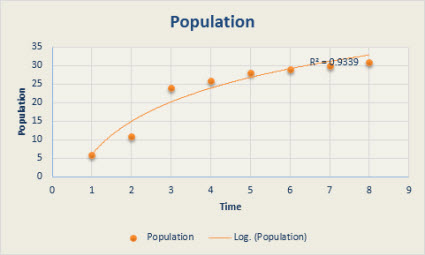 Population
35
30
25
20
15
10
5
0
Population
R² = 0.9339
0 1 2 3 4 5 6 7 8 9
Time
Population Log. (Population)